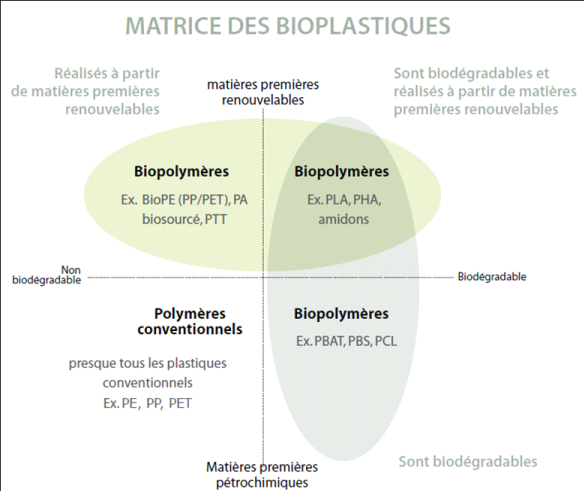 MATRICE DES BIOPLASTIQUES
Réalisés à partir
de matières premières
renouvelables
matières premières
renouvelables
Sont biodégradables et
réalisés à partir de matières
premières renouvelables
Biopolymères
Ex. BioPE (PP/PET), PA
biosourcé, PTT
Biopolymères
Ex. PLA, PHA,
amidons
Non
biodégradable
Biodégradable
Polymères
conventionnels
presque tous les plastiques
conventionnels
Ex. PE, PP, PET
Biopolymères
Ex. PBAT, PBS, PCL
Matières premières
pétrochimiques
Sont biodégradables